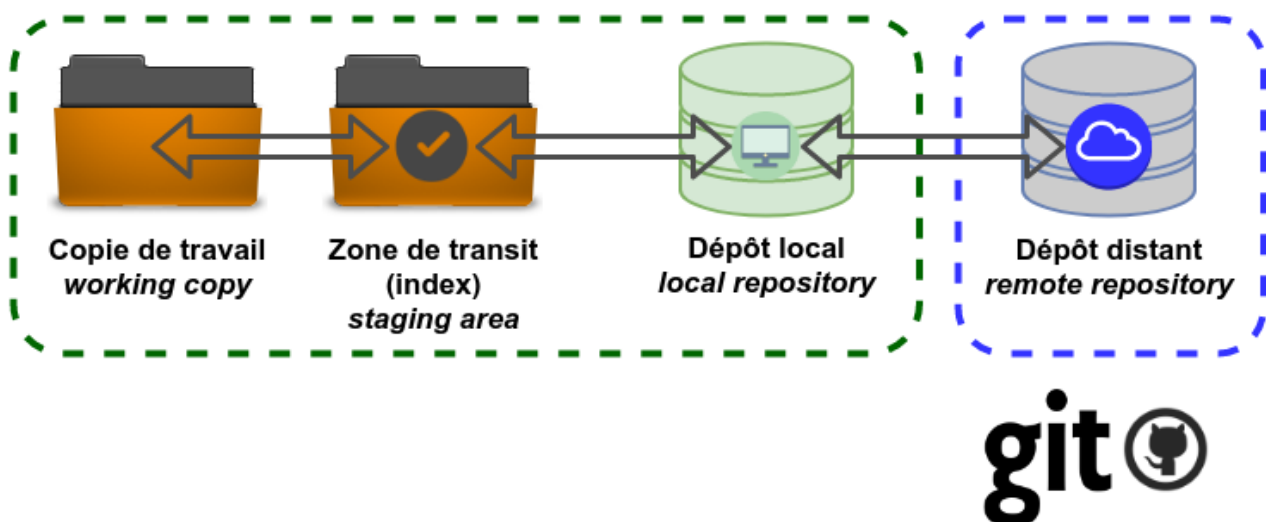 Copie de travail
working copy
Zone de transit
(index)
staging area
Dépôt local
local repository
Dépôt distant
remote repository
git